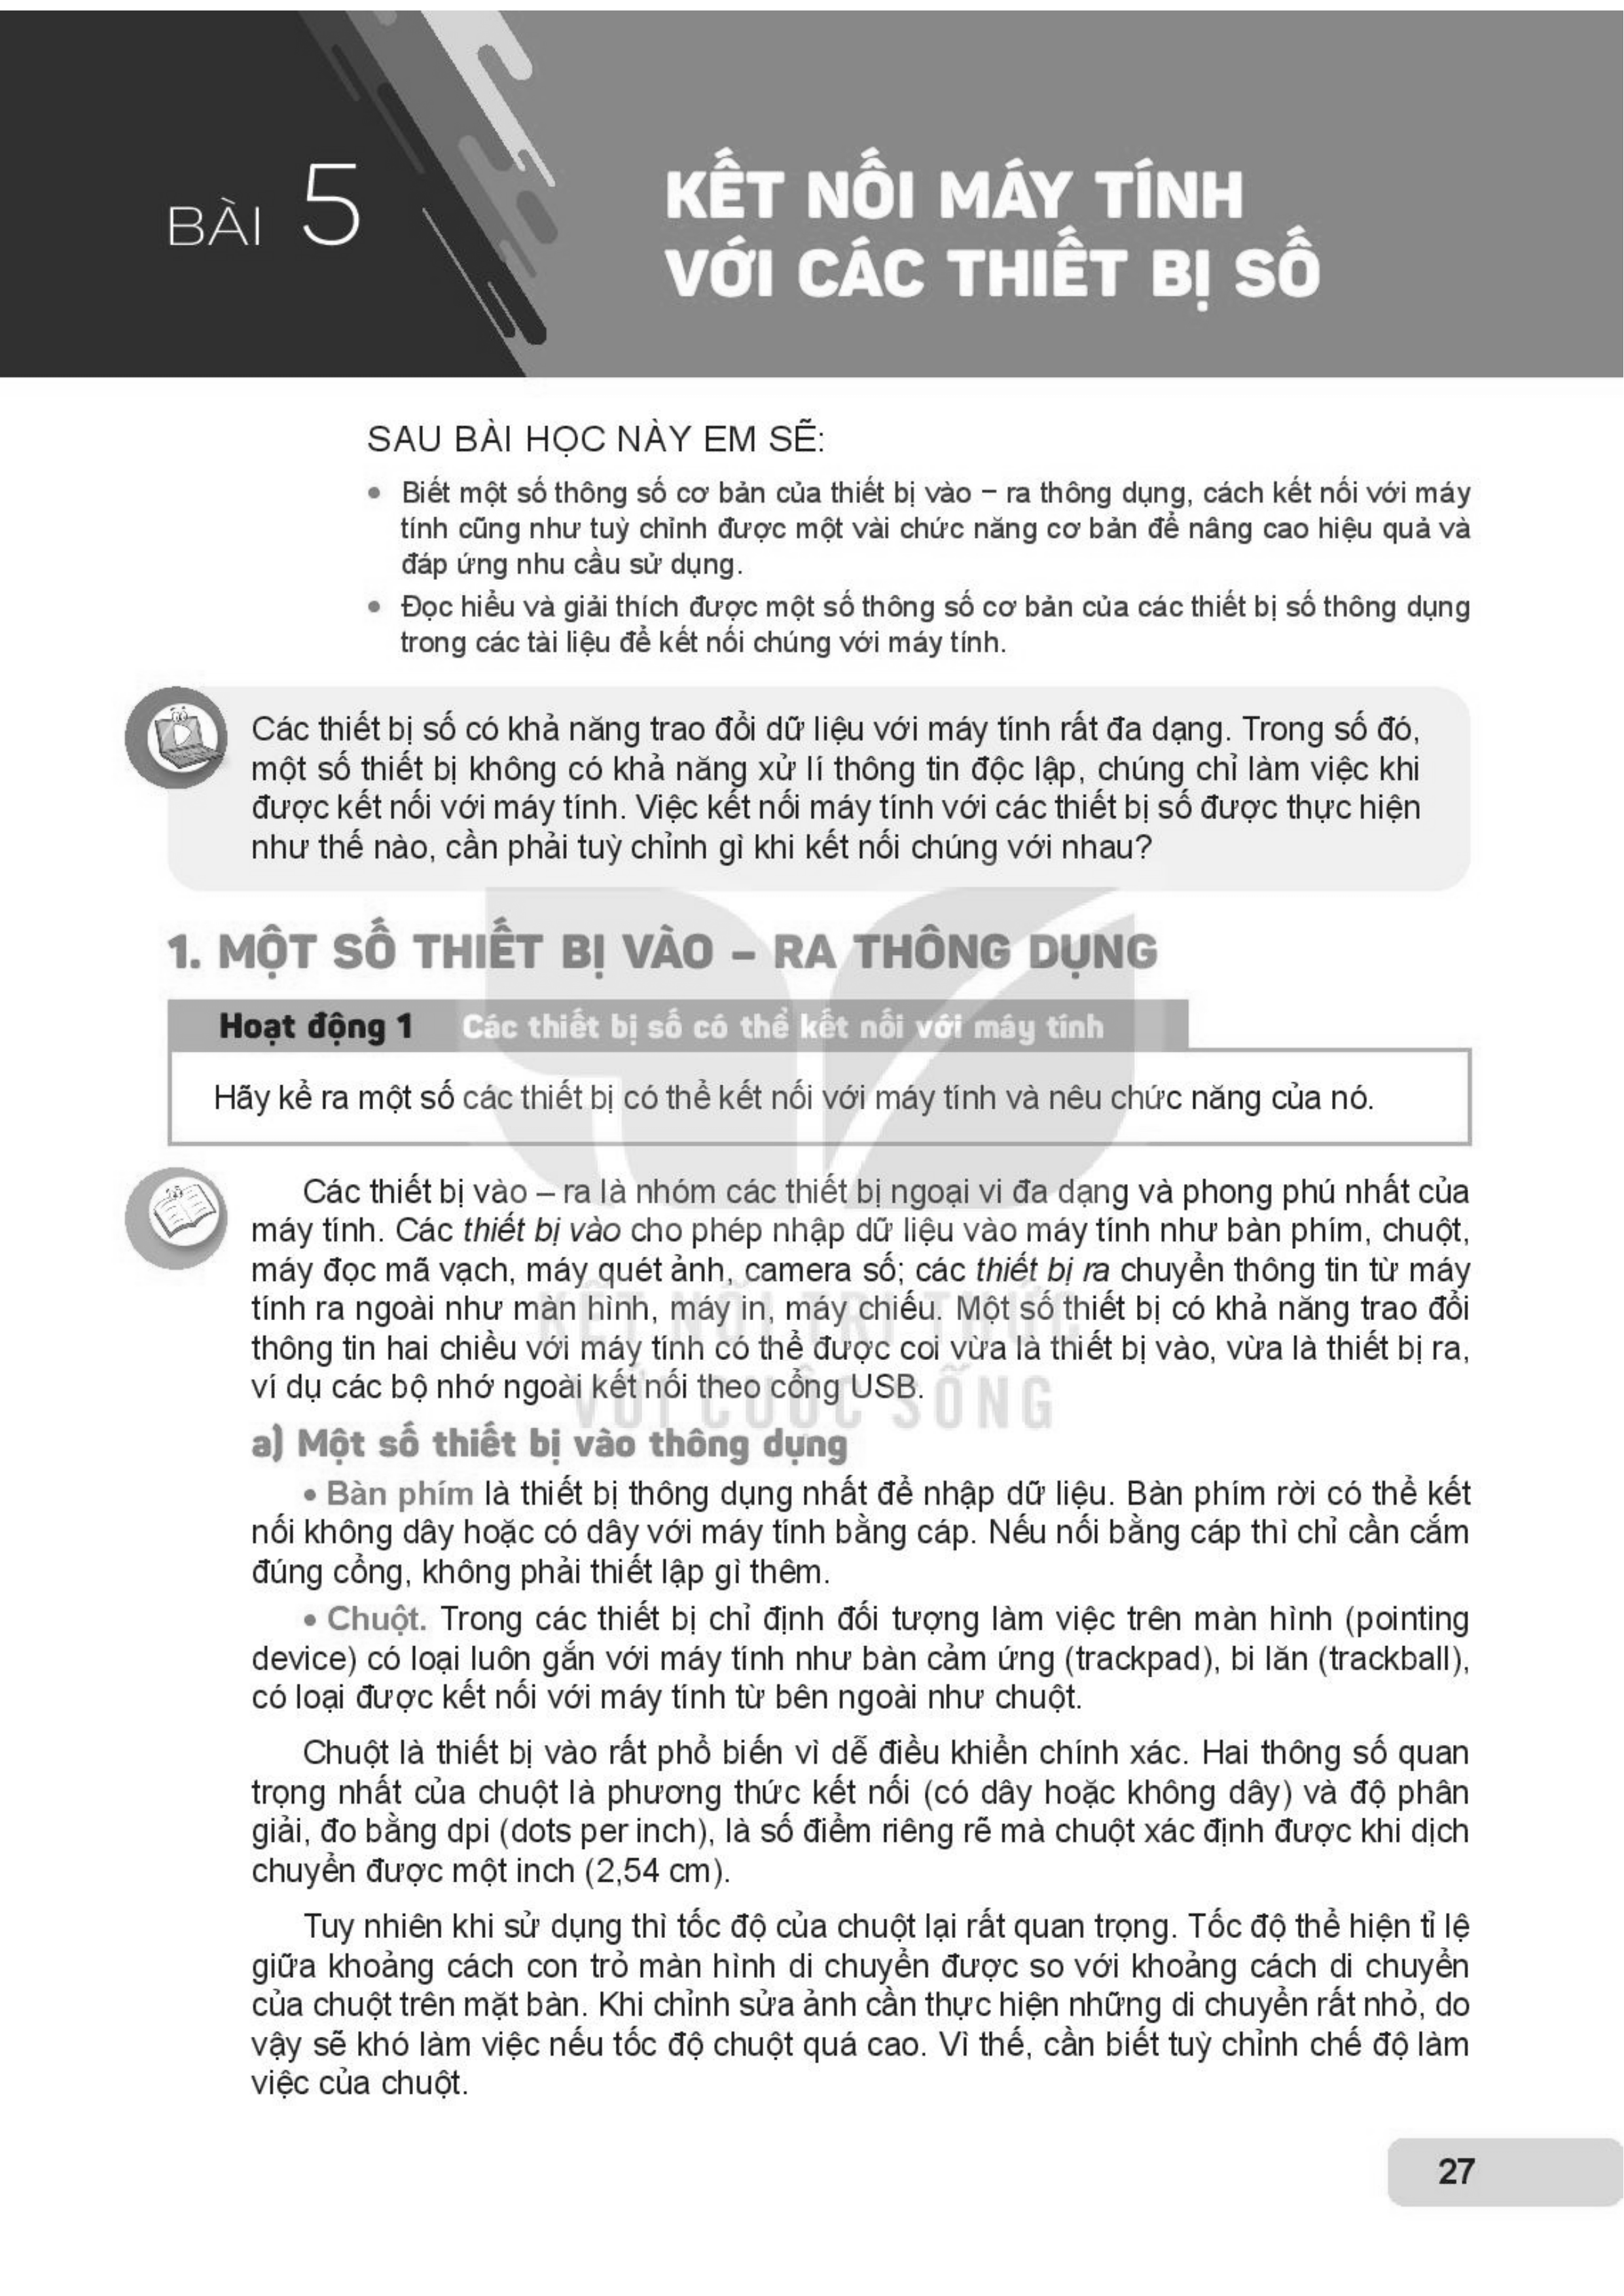 BÀI 5
KẾT NỐI MÁY TÍNH
VỚI CÁC THIẾT BỊ SỐ
SAU BÀI HỌC NÀY EM SẼ:
• Biết một số thông số cơ bản của thiết bị vào – ra thông dụng, cách kết nối với máy
tính cũng như tuỳ chỉnh được một vài chức năng cơ bản để nâng cao hiệu quả và
đáp ứng nhu cầu sử dụng.
• Đọc hiểu và giải thích được một số thông số cơ bản của các thiết bị số thông dụng
trong các tài liệu để kết nối chúng với máy tính.
Các thiết bị số có khả năng trao đổi dữ liệu với máy tính rất đa dạng. Trong số đó,
một số thiết bị không có khả năng xử lí thông tin độc lập, chúng chỉ làm việc khi
được kết nối với máy tính. Việc kết nối máy tính với các thiết bị số được thực hiện
như thế nào, cần phải tuỳ chỉnh gì khi kết nối chúng với nhau?
1. MỘT SỐ THIẾT BỊ VÀO – RA THÔNG DỤNG
Hoạt động 1 Các thiết bị số có thể kết nối với máy tính
Hãy kể ra một số các thiết bị có thể kết nối với máy tính và nêu chức năng của nó.
Các thiết bị vào – ra là nhóm các thiết bị ngoại vi đa dạng và phong phú nhất của
máy tính. Các thiết bị vào cho phép nhập dữ liệu vào máy tính như bàn phím, chuột,
máy đọc mã vạch, máy quét ảnh, camera số; các thiết bị ra chuyển thông tin từ máy
tính ra ngoài như màn hình, máy in, máy chiếu. Một số thiết bị có khả năng trao đổi
thông tin hai chiều với máy tính có thể được coi vừa là thiết bị vào, vừa là thiết bị ra,
ví dụ các bộ nhớ ngoài kết nối theo cổng USB.
KẾT NỐI TRI THỨC
VỚI CUỘC SỐNG
a) Một số thiết bị vào thông dụng
• Bàn phím là thiết bị thông dụng nhất để nhập dữ liệu. Bàn phím rời có thể kết
nối không dây hoặc có dây với máy tính bằng cáp. Nếu nối bằng cáp thì chỉ cần cắm
đúng cổng, không phải thiết lập gì thêm.
• Chuột. Trong các thiết bị chỉ định đối tượng làm việc trên màn hình (pointing
device) có loại luôn gắn với máy tính như bàn cảm ứng (trackpad), bi lăn (trackball),
có loại được kết nối với máy tính từ bên ngoài như chuột.
Chuột là thiết bị vào rất phổ biến vì dễ điều khiển chính xác. Hai thông số quan
trọng nhất của chuột là phương thức kết nối (có dây hoặc không dây) và độ phân
giải, đo bằng dpi (dots per inch), là số điểm riêng rẽ mà chuột xác định được khi dịch
chuyển được một inch (2,54 cm).
Tuy nhiên khi sử dụng thì tốc độ của chuột lại rất quan trọng. Tốc độ thể hiện tỉ lệ
giữa khoảng cách con trỏ màn hình di chuyển được so với khoảng cách di chuyển
của chuột trên mặt bàn. Khi chỉnh sửa ảnh cần thực hiện những di chuyển rất nhỏ, do
vậy sẽ khó làm việc nếu tốc độ chuột quá cao. Vì thế, cần biết tuỳ chỉnh chế độ làm
việc của chuột.
27